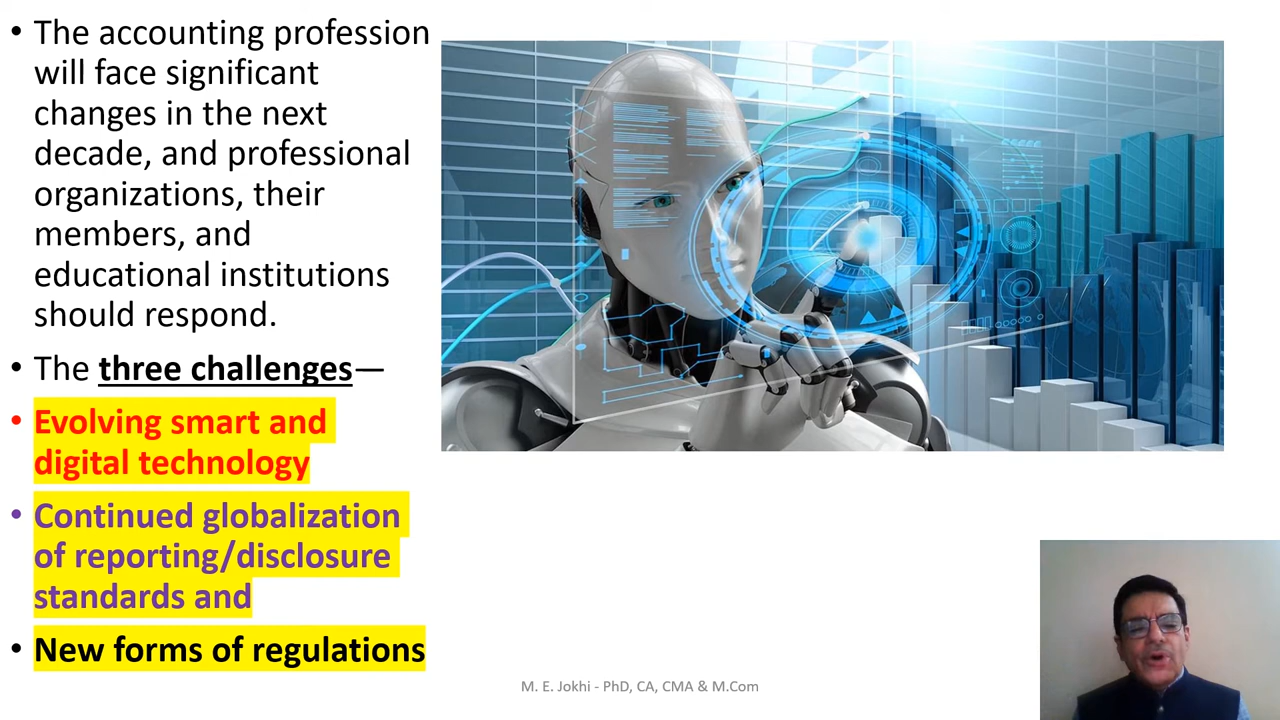 • The accounting profession
will face significant
changes in the next
decade, and professional
organizations, their
members, and
educational institutions
should respond.
• The three challenges—
• Evolving smart and
digital technology
• Continued globalization
of reporting/disclosure
standards and
• New forms of regulations
M. E. Jokhi - PhD, CA, CMA & M.Com